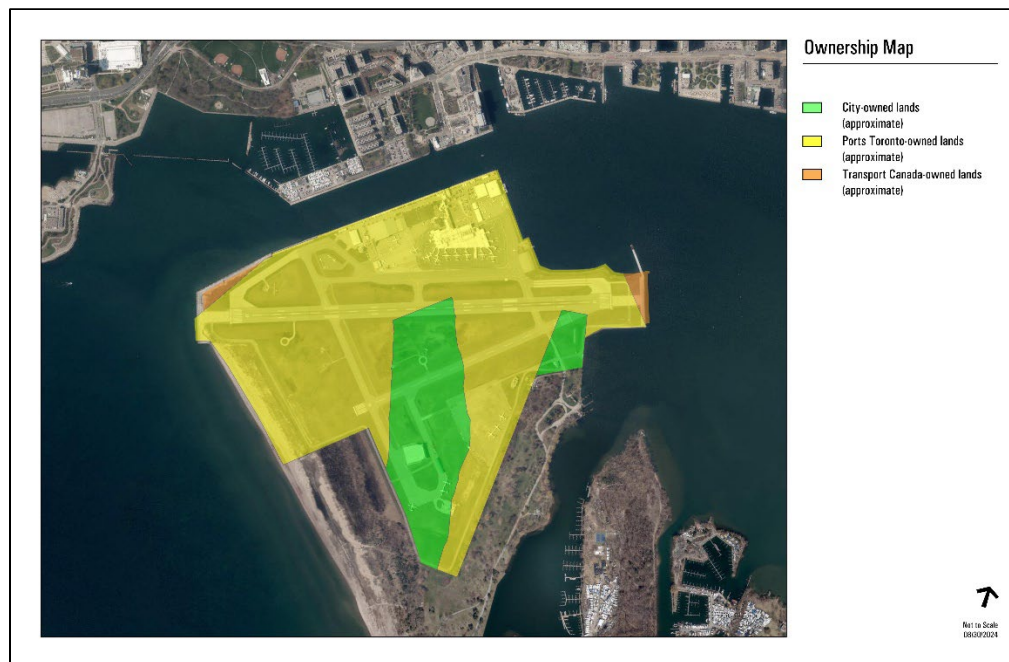 Ownership Map
City-owned lands
(approximate)
Ports Toronto-owned lands
(approximate)
Transport Canada-owned lands
(approximate)
Not to Scale
08/30/2024